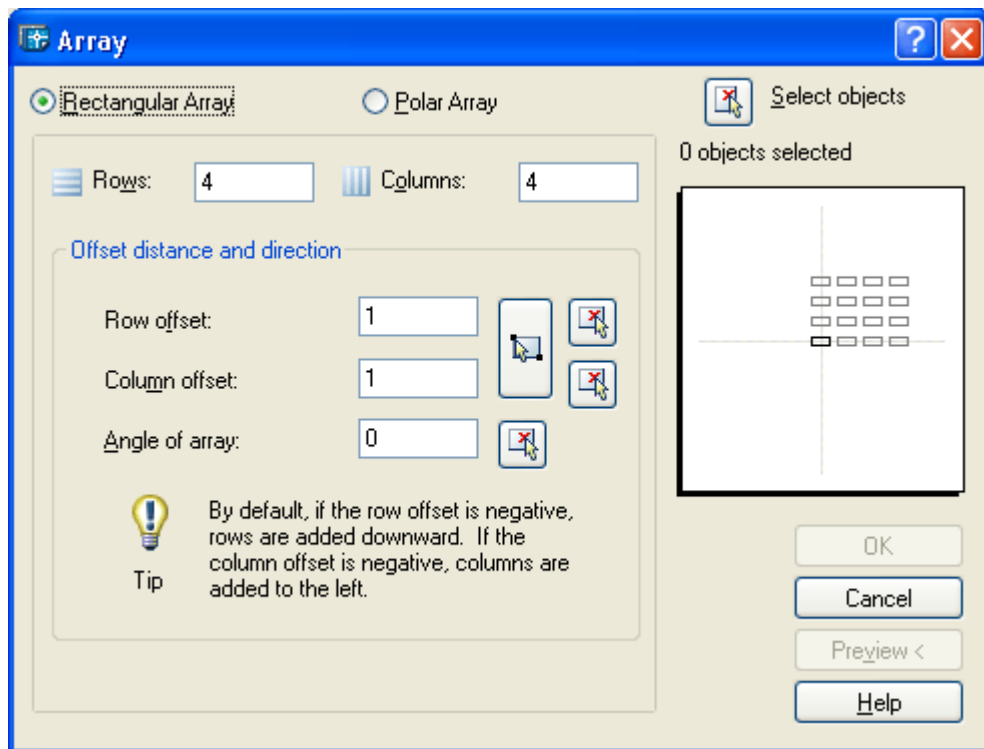 Array
Rectangular Array
Polar Array
Select objects
0 objects selected
Rows: 4
Columns: 4
Offset distance and direction
Row offset: 1
Column offset: 1
Angle of array: 0
Tip
By default, if the row offset is negative,
rows are added downward. If the
column offset is negative, columns are
added to the left.
OK
Cancel
Preview <
Help